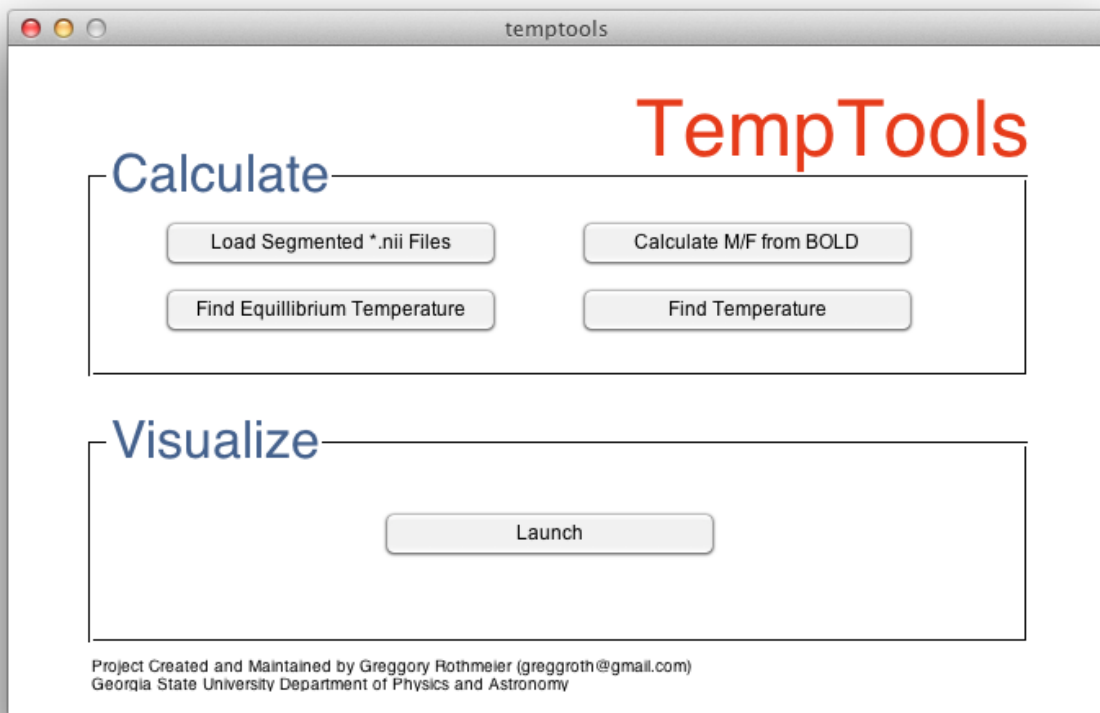 temptools
TempTools
Calculate
Load Segmented *.nii Files
Calculate M/F from BOLD
Find Equillibrium Temperature
Find Temperature
Visualize
Launch
Project Created and Maintained by Greggory Rothmeier (greggroth@gmail.com)
Georgia State University Department of Physics and Astronomy